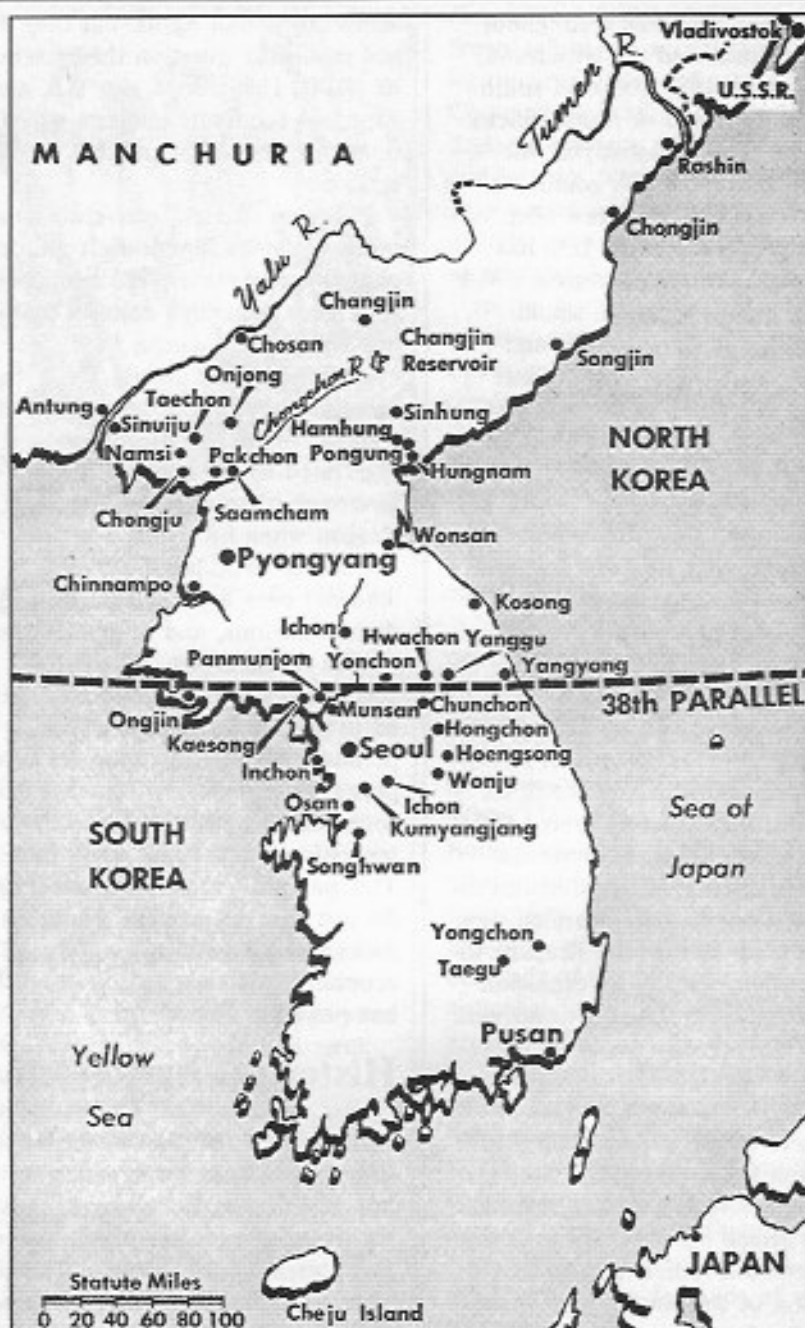 Vladivostok
U.S.S.R.
Tumen R.
MANCHURIA
Rashin
Chongjin
Yalu R.
Changjin
Chosan
Changjin
Reservoir
Songjin
Onjong
Chongchon R
Taechon
Antung
Sinuiju
Sinhung
Hamhung
NORTH
KOREA
Namsi
Pakchon
Pongung
Hungnam
Chongju
Saamcham
Wonsan
Pyongyang
Chinnampo
Kosong
Ichon
Hwachon
Yanggu
Panmunjom
Yonchon
Yangyang
38th PARALLEL
Ongjin
Munsan
Chunchon
Kaesong
Hongchon
Seoul
Hoengsong
Inchon
Wonju
Osan
Ichon
Sea of
Japan
Kumyangjang
SOUTH
KOREA
Songhwan
Yongchon
Taegu
Pusan
Yellow
Sea
JAPAN
Statute Miles
0 20 40 60 80 100
Cheju Island